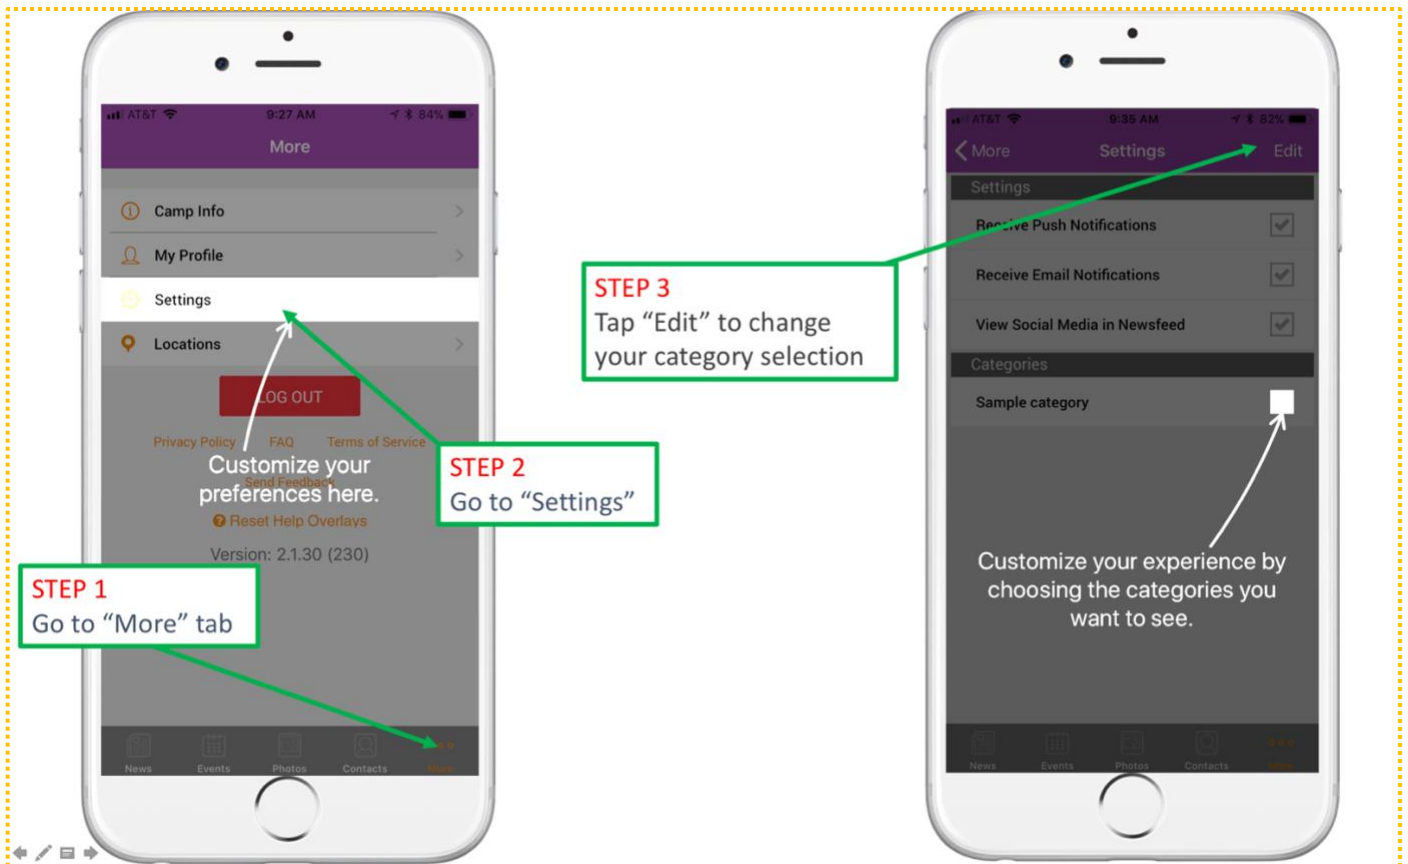 AT&T 9:27 AM 84%
More
Camp Info
My Profile
Settings
Locations
LOG OUT
Privacy Policy FAQ Terms of Service
Customize your
Send Feedback
preferences here.
Reset Help Overlays
Version: 2.1.30 (230)
STEP 1
Go to “More” tab
STEP 2
Go to “Settings”
News Events Photos Contacts More
STEP 3
Tap “Edit” to change
your category selection
AT&T 9:35 AM 82%
More Settings Edit
Settings
Receive Push Notifications
Receive Email Notifications
View Social Media in Newsfeed
Categories
Sample category
Customize your experience by
choosing the categories you
want to see.
News Events Photos Contacts More